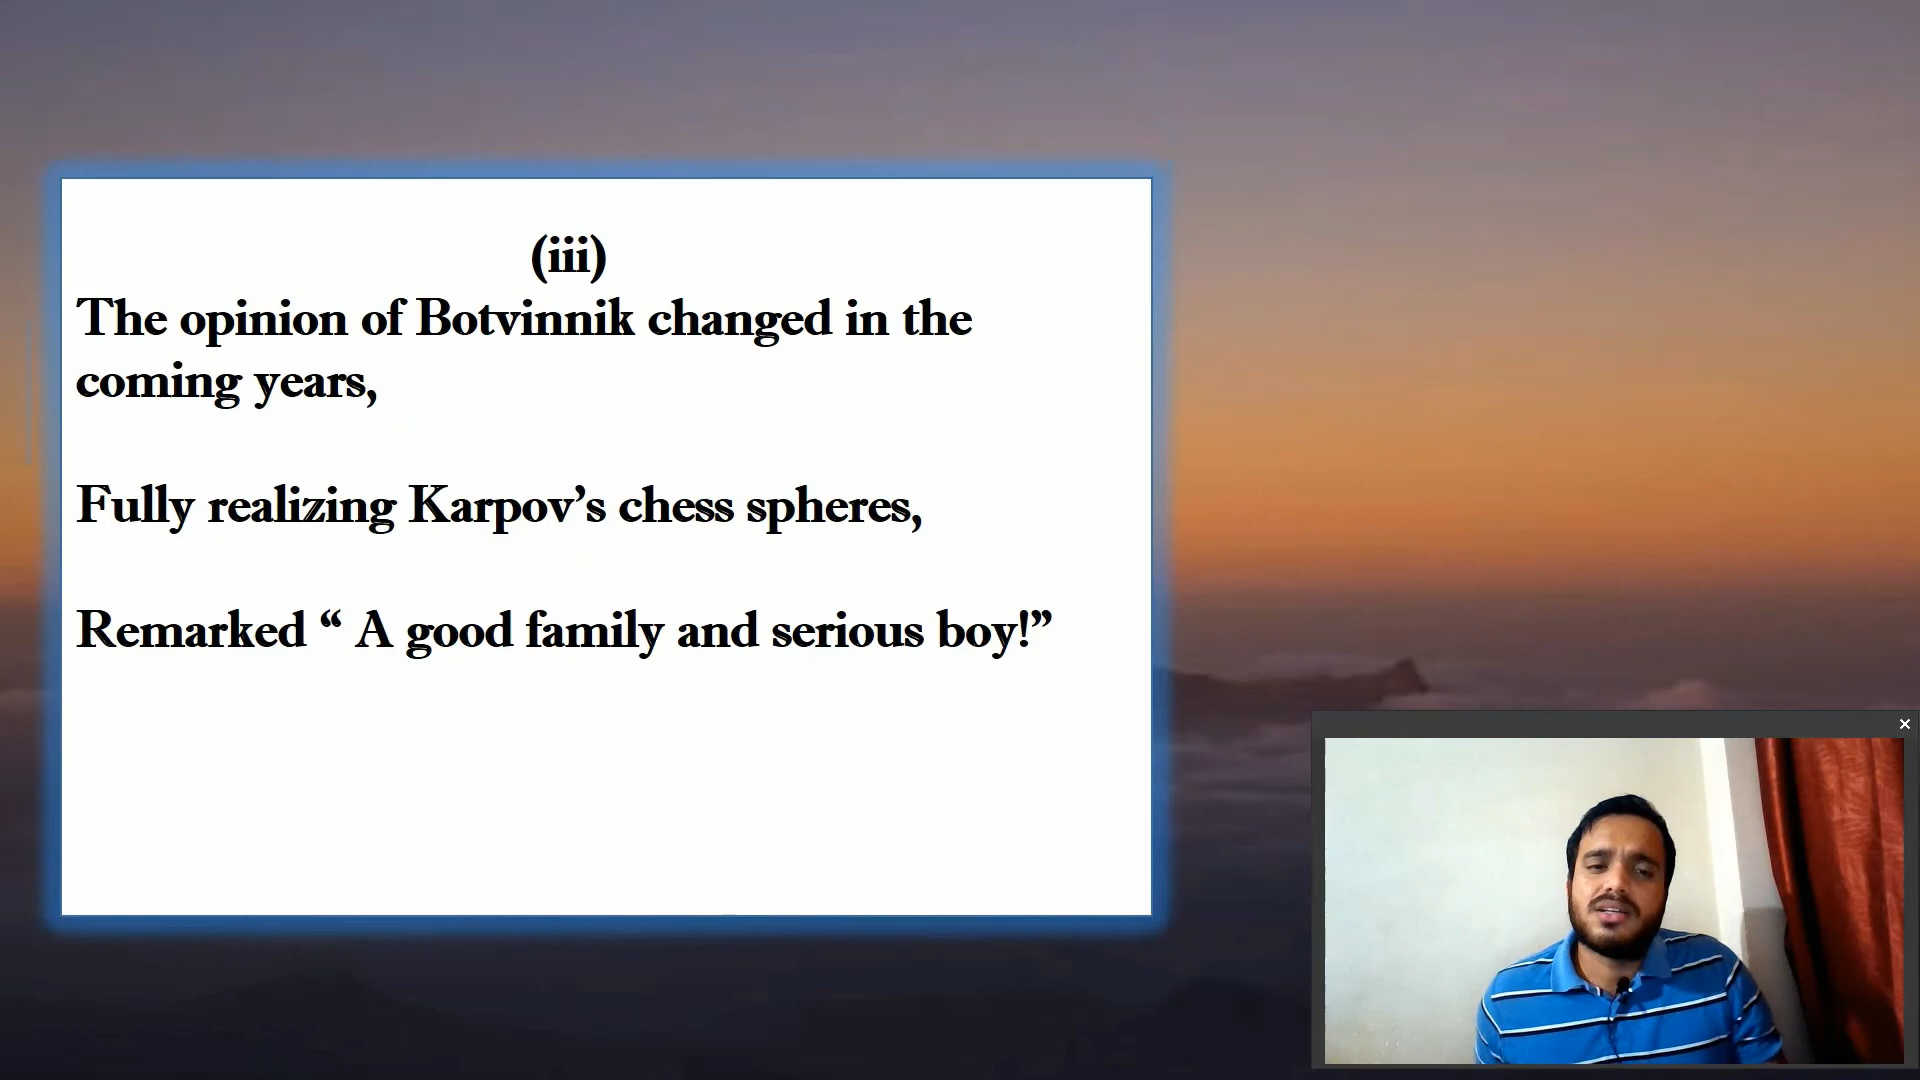 (iii)
The opinion of Botvinnik changed in the
coming years,
Fully realizing Karpov’s chess spheres,
Remarked “ A good family and serious boy!”